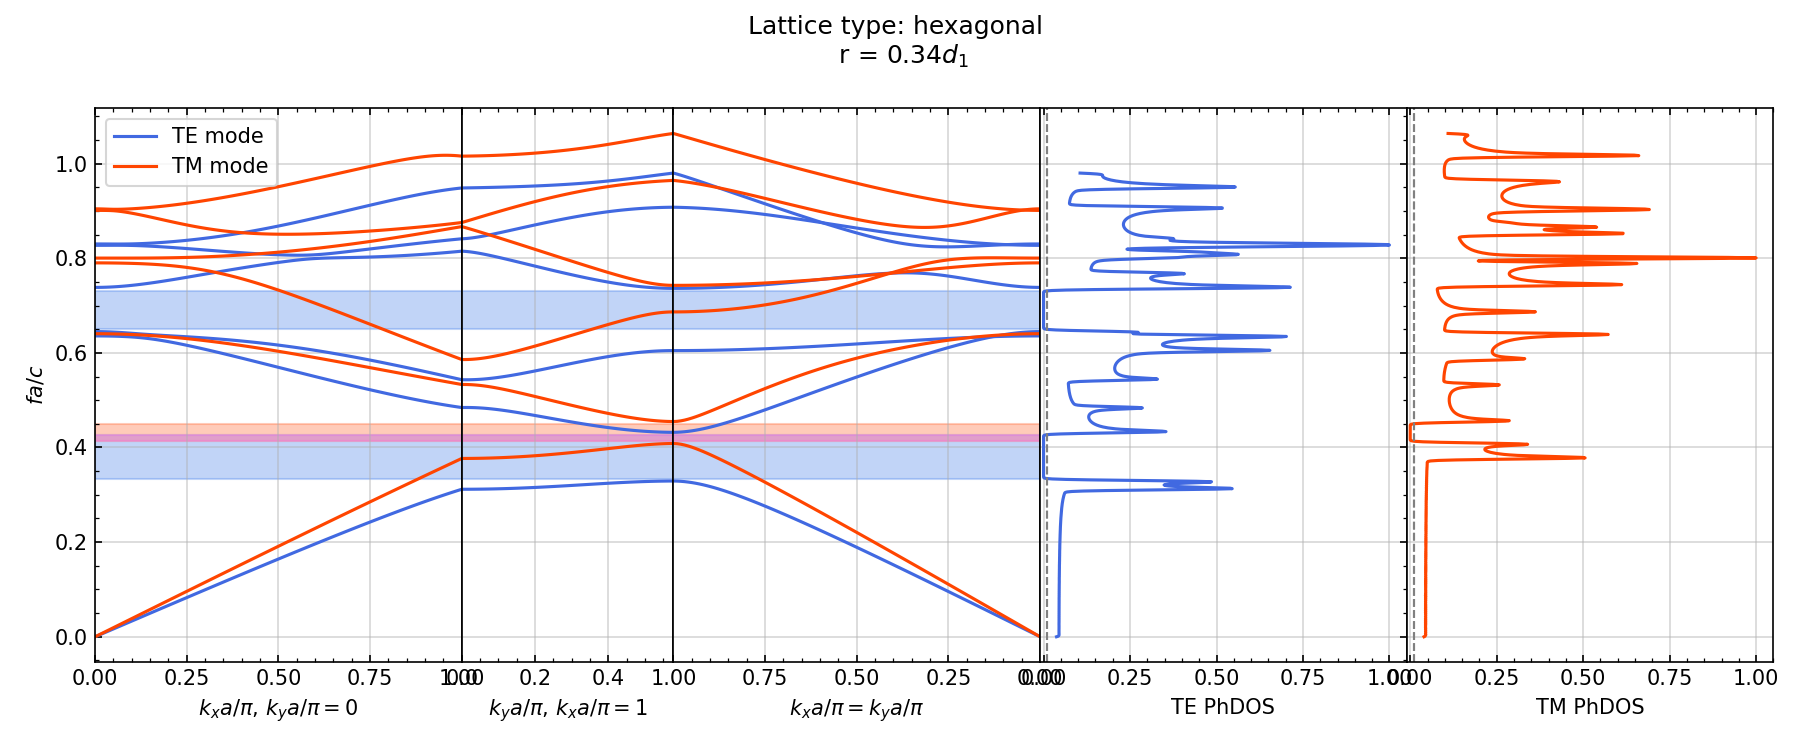 Lattice type: hexagonal
r = 0.34d₁
TE mode
TM mode
fa/c
1.0
0.8
0.6
0.4
0.2
0.0
0.00 0.25 0.50 0.75 1.00
0.00 0.2 0.4
1.00 0.75 0.50 0.25 0.00
0.00 0.25 0.50 0.75 1.00
0.00 0.25 0.50 0.75 1.00
kₓa/π, k_ya/π = 0
k_ya/π, kₓa/π = 1
kₓa/π = k_ya/π
TE PhDOS
TM PhDOS